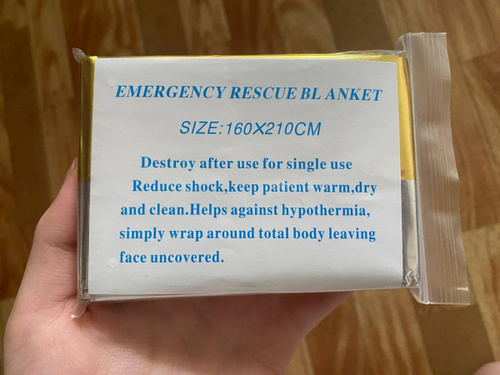 EMERGENCY RESCUE BL ANKET
SIZE:160X210CM
Destroy after use for single use
Reduce shock,keep patient warm,dry
and clean.Helps against hypothermia,
simply wrap around total body leaving
face uncovered.